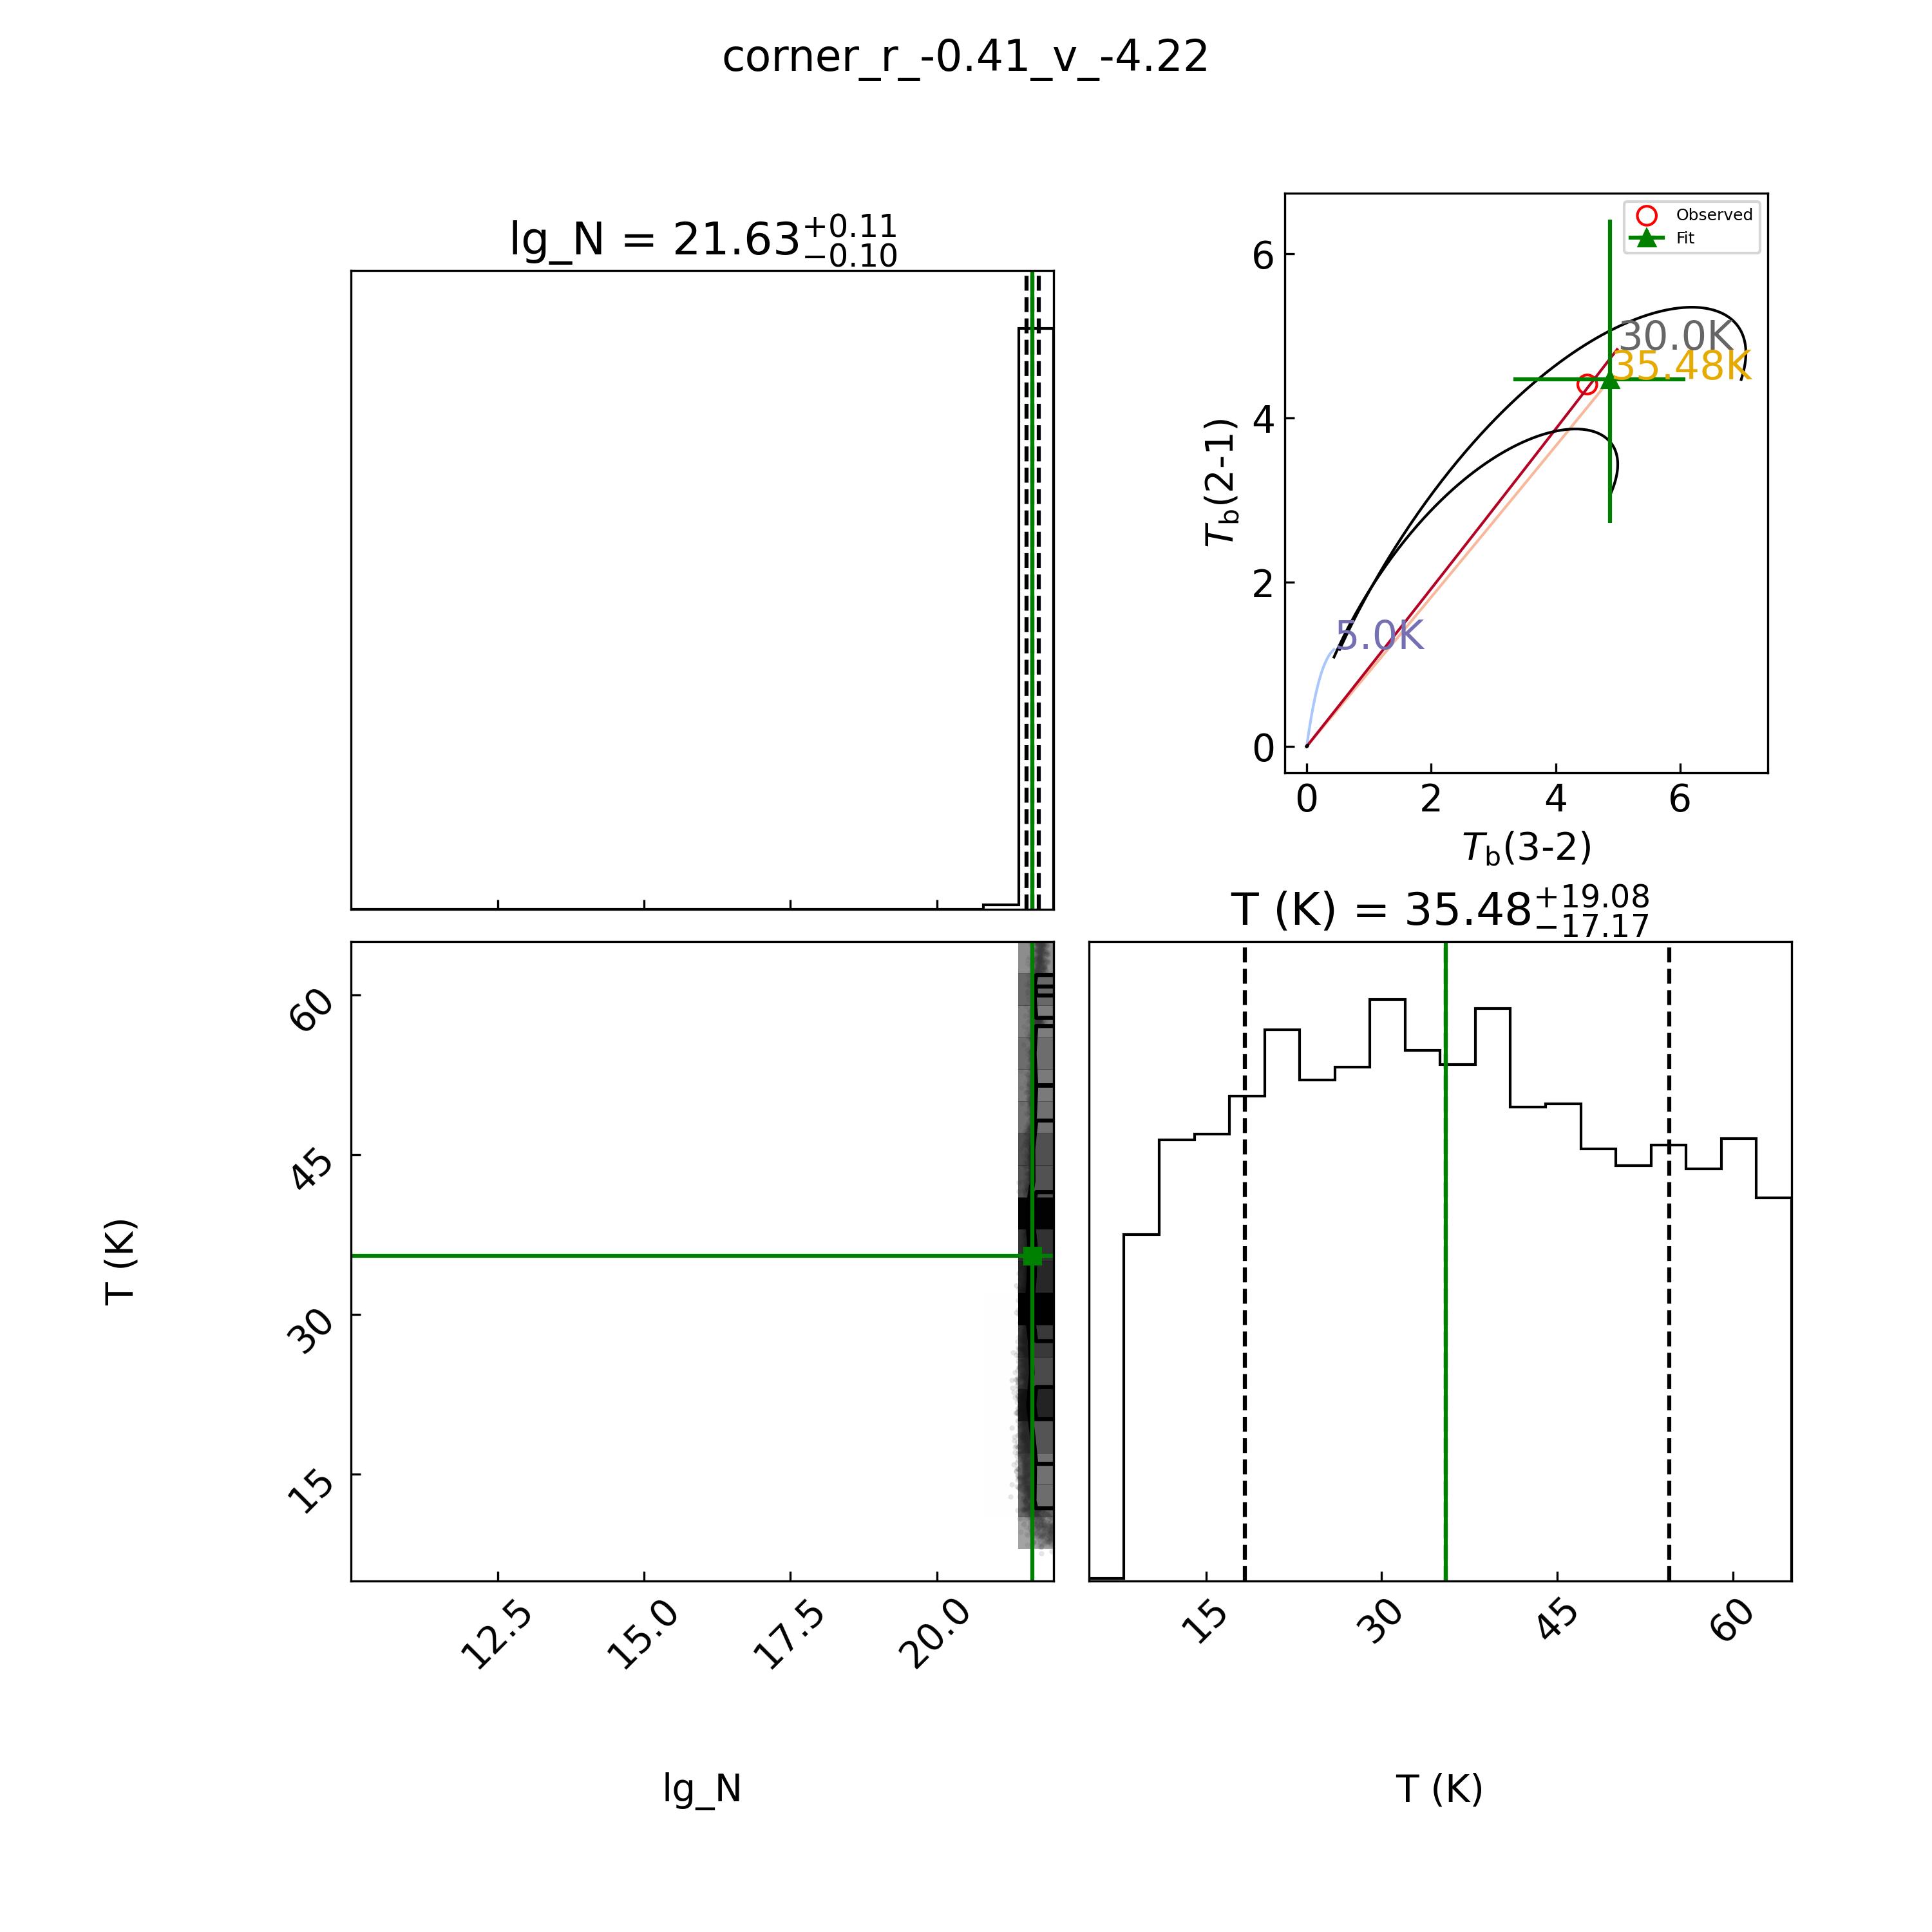 corner_r_-0.41_v_-4.22
lg_N = 21.63+0.11−0.10
Observed
Fit
6
4
2
0
30.0K
35.48K
5.0K
Tb(2-1)
0 2 4 6
Tb(3-2)
T (K) = 35.48+19.08−17.17
60
45
30
15
T (K)
12.5 15.0 17.5 20.0
15 30 45 60
lg_N
T (K)